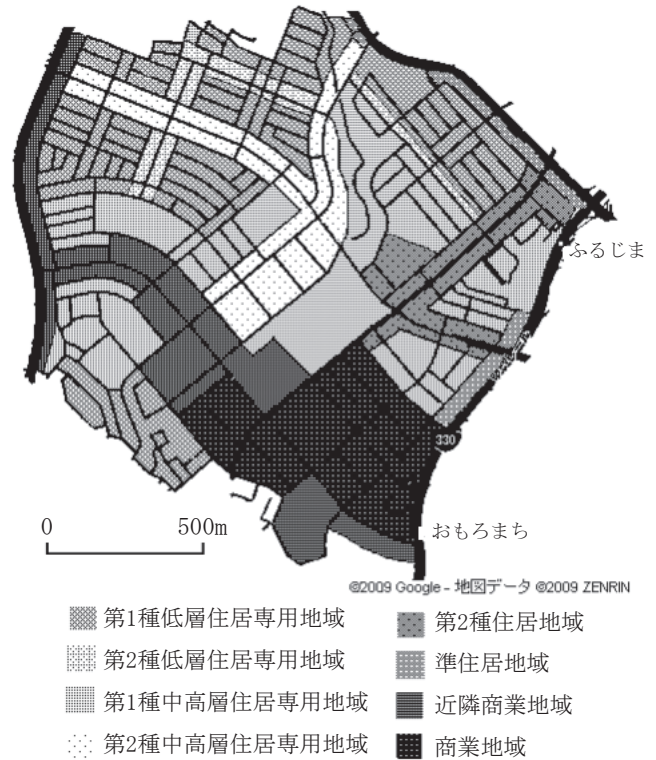 ふるじま
330
0 500m
おもろまち
©2009 Google - 地図データ ©2009 ZENRIN
第1種低層住居専用地域
第2種低層住居専用地域
第1種中高層住居専用地域
第2種中高層住居専用地域
第2種住居地域
準住居地域
近隣商業地域
商業地域